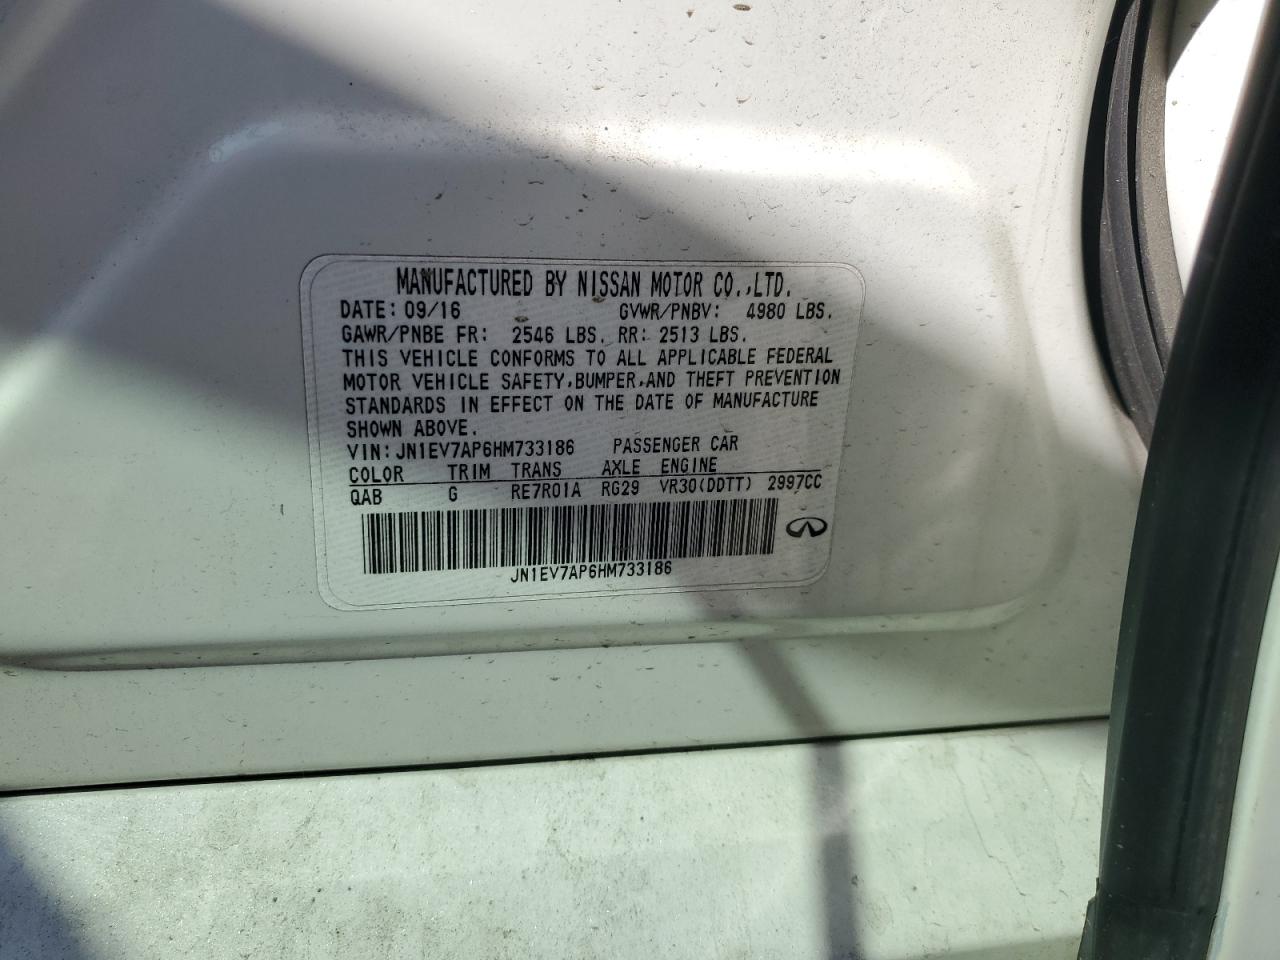 MANUFACTURED BY NISSAN MOTOR CO.,LTD.
DATE: 09/16 GVWR/PNBV: 4980 LBS.
GAWR/PNBE FR: 2546 LBS. RR: 2513 LBS.
THIS VEHICLE CONFORMS TO ALL APPLICABLE FEDERAL
MOTOR VEHICLE SAFETY,BUMPER,AND THEFT PREVENTION
STANDARDS IN EFFECT ON THE DATE OF MANUFACTURE
SHOWN ABOVE.
VIN:JN1EV7AP6HM733186 PASSENGER CAR
COLOR TRIM TRANS AXLE ENGINE
QAB G RE7R01A RG29 VR30(DDTT) 2997CC
JN1EV7AP6HM733186